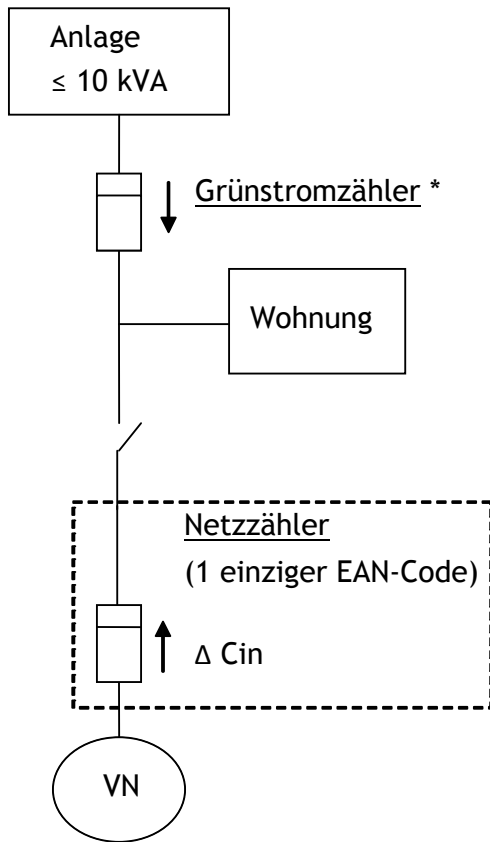 Anlage
≤ 10 kVA
Grünstromzähler *
Wohnung
Netzzähler
(1 einziger EAN-Code)
Δ Cin
VN